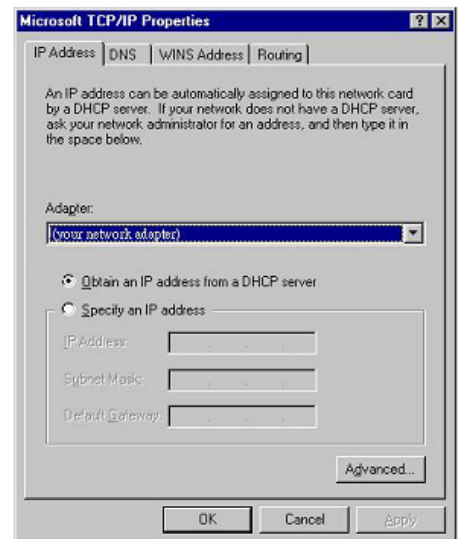 Microsoft TCP/IP Properties
IP Address DNS WINS Address Routing
An IP address can be automatically assigned to this network card
by a DHCP server. If your network does not have a DHCP server,
ask your network administrator for an address, and then type it in
the space below.
Adapter:
(your network adapter)
Obtain an IP address from a DHCP server
Specify an IP address
IP Address:
Subnet Mask:
Default Gateway:
Advanced...
OK Cancel Apply